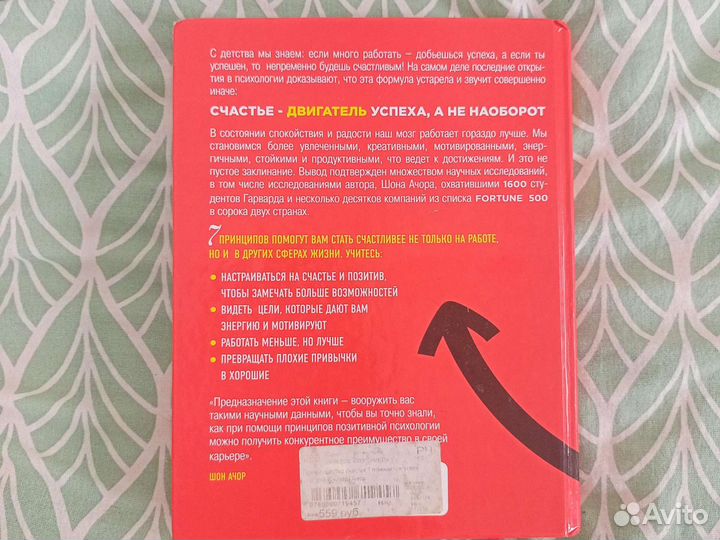 С детства мы знаем: если много работать – добьешься успеха, а если ты
успешен, то непременно будешь счастливым! На самом деле последние откры-
тия в психологии доказывают, что эта формула устарела и звучит совершенно
иначе:
СЧАСТЬЕ - ДВИГАТЕЛЬ УСПЕХА, А НЕ НАОБОРОТ
В состоянии спокойствия и радости наш мозг работает гораздо лучше. Мы
становимся более увлеченными, креативными, мотивированными, энер-
гичными, стойкими и продуктивными, что ведет к достижениям. И это не
пустое заклинание. Вывод подтвержден множеством научных исследований,
в том числе исследованиями автора, Шона Ачора, охватившими 1600 сту-
дентов Гарварда и несколько десятков компаний из списка FORTUNE 500
в сорока двух странах.
7 ПРИНЦИПОВ ПОМОГУТ ВАМ СТАТЬ СЧАСТЛИВЕЕ НЕ ТОЛЬКО НА РАБОТЕ,
НО И В ДРУГИХ СФЕРАХ ЖИЗНИ. УЧИТЕСЬ:
• НАСТРАИВАТЬСЯ НА СЧАСТЬЕ И ПОЗИТИВ,
ЧТОБЫ ЗАМЕЧАТЬ БОЛЬШЕ ВОЗМОЖНОСТЕЙ
• ВИДЕТЬ ЦЕЛИ, КОТОРЫЕ ДАЮТ ВАМ
ЭНЕРГИЮ И МОТИВИРУЮТ
• РАБОТАТЬ МЕНЬШЕ, НО ЛУЧШЕ
• ПРЕВРАЩАТЬ ПЛОХИЕ ПРИВЫЧКИ
В ХОРОШИЕ
«Предназначение этой книги – вооружить вас
такими научными данными, чтобы вы точно знали,
как при помощи принципов позитивной психологии
можно получить конкурентное преимущество в своей
карьере».
ШОН АЧОР
559 руб.
Avito